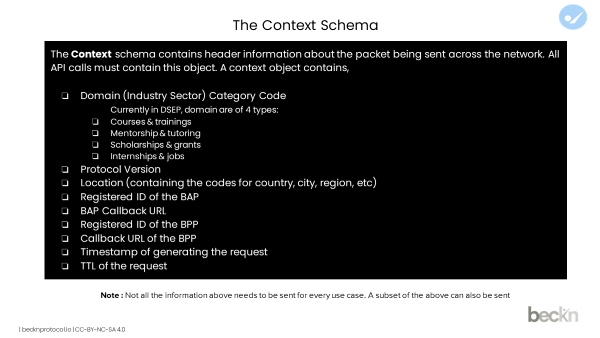 The Context Schema
The Context schema contains header information about the packet being sent across the network. All
API calls must contain this object. A context object contains,
❑ Domain (Industry Sector) Category Code
Currently in DSEP, domain are of 4 types:
❑ Courses & trainings
❑ Mentorship & tutoring
❑ Scholarships & grants
❑ Internships & jobs
❑ Protocol Version
❑ Location (containing the codes for country, city, region, etc)
❑ Registered ID of the BAP
❑ BAP Callback URL
❑ Registered ID of the BPP
❑ Callback URL of the BPP
❑ Timestamp of generating the request
❑ TTL of the request
Note : Not all the information above needs to be sent for every use case. A subset of the above can also be sent
beckn
| becknprotocol.io | CC-BY-NC-SA 4.0